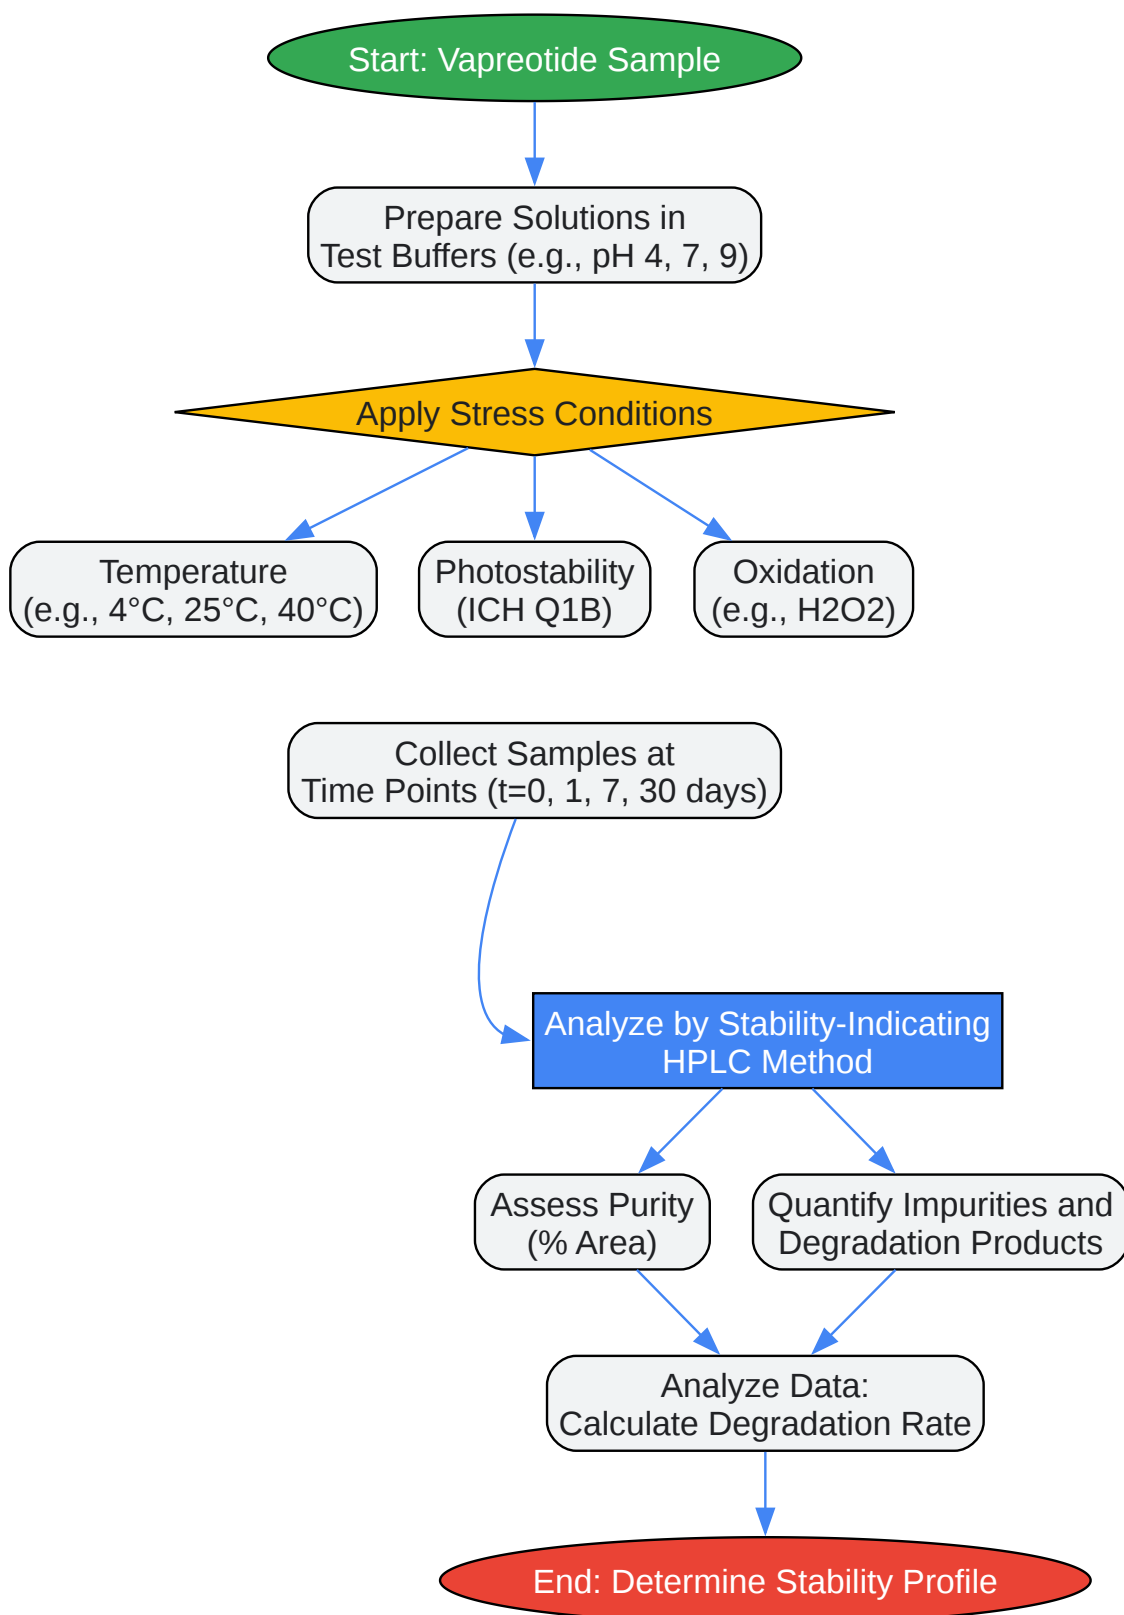 Start: Vapreotide Sample
Prepare Solutions in
Test Buffers (e.g., pH 4, 7, 9)
Apply Stress Conditions
Temperature
(e.g., 4°C, 25°C, 40°C)
Photostability
(ICH Q1B)
Oxidation
(e.g., H2O2)
Collect Samples at
Time Points (t=0, 1, 7, 30 days)
Analyze by Stability-Indicating
HPLC Method
Assess Purity
(% Area)
Quantify Impurities and
Degradation Products
Analyze Data:
Calculate Degradation Rate
End: Determine Stability Profile